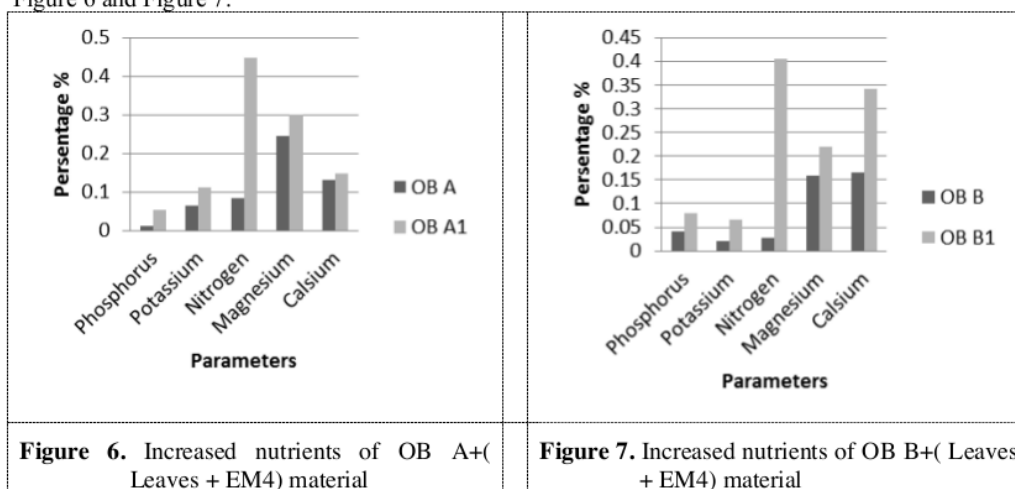 Figure 6 and Figure 7.
0.5
0.4
0.3
0.2
0.1
0
Persentage %
Phosphorus
Potassium
Nitrogen
Magnesium
Calsium
Parameters
OB A
OB A1
Figure 6. Increased nutrients of OB A+(
Leaves + EM4) material
0.45
0.4
0.35
0.3
0.25
0.2
0.15
0.1
0.05
0
Persentage %
Phosphorus
Potassium
Nitrogen
Magnesium
Calsium
Parameters
OB B
OB B1
Figure 7. Increased nutrients of OB B+( Leaves
+ EM4) material